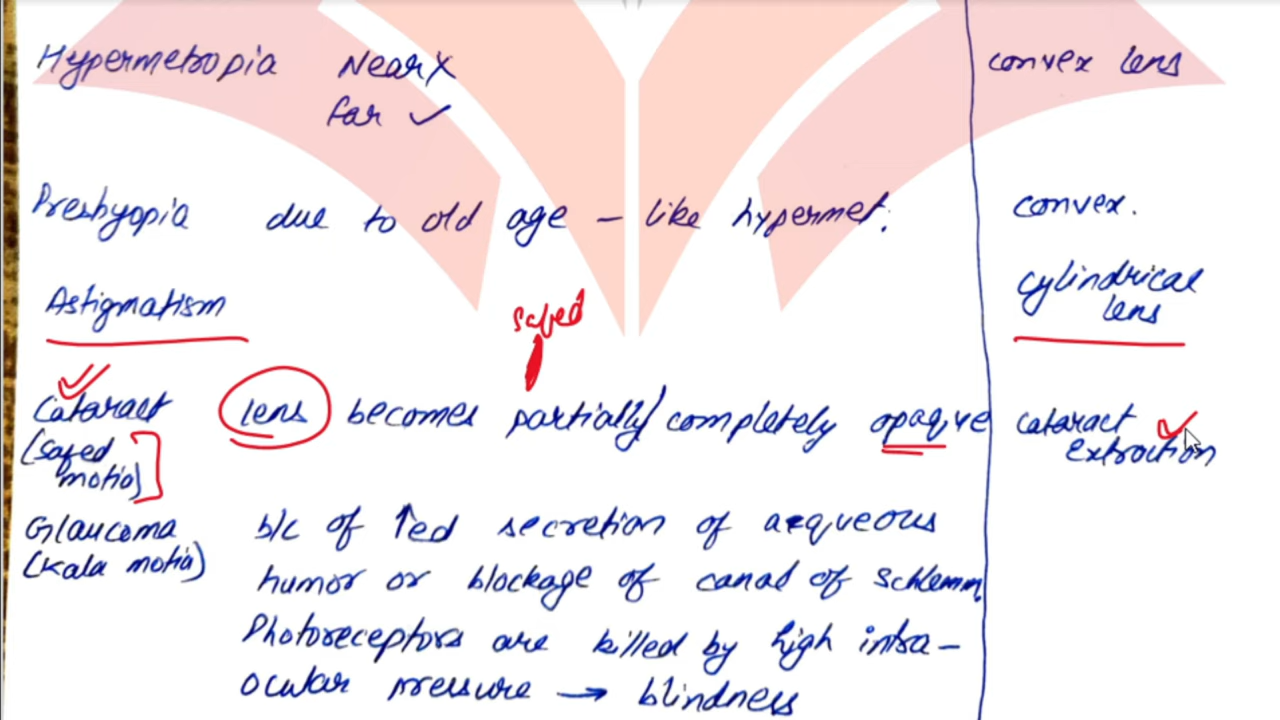 Hypermetropia Near X convex lens
far ✓
Presbyopia due to old age – like hypermet. convex.
Astigmatism cylindrical lens
safed
Cataract lens becomes partially/completely opaque cataract extraction
(safed motia)
Glaucoma b/c of ↑ed secretion of aeqveous
(Kala motia) humor or blockage of canal of schlemm.
Photoreceptors are killed by high intra-
ocular pressure → blindness